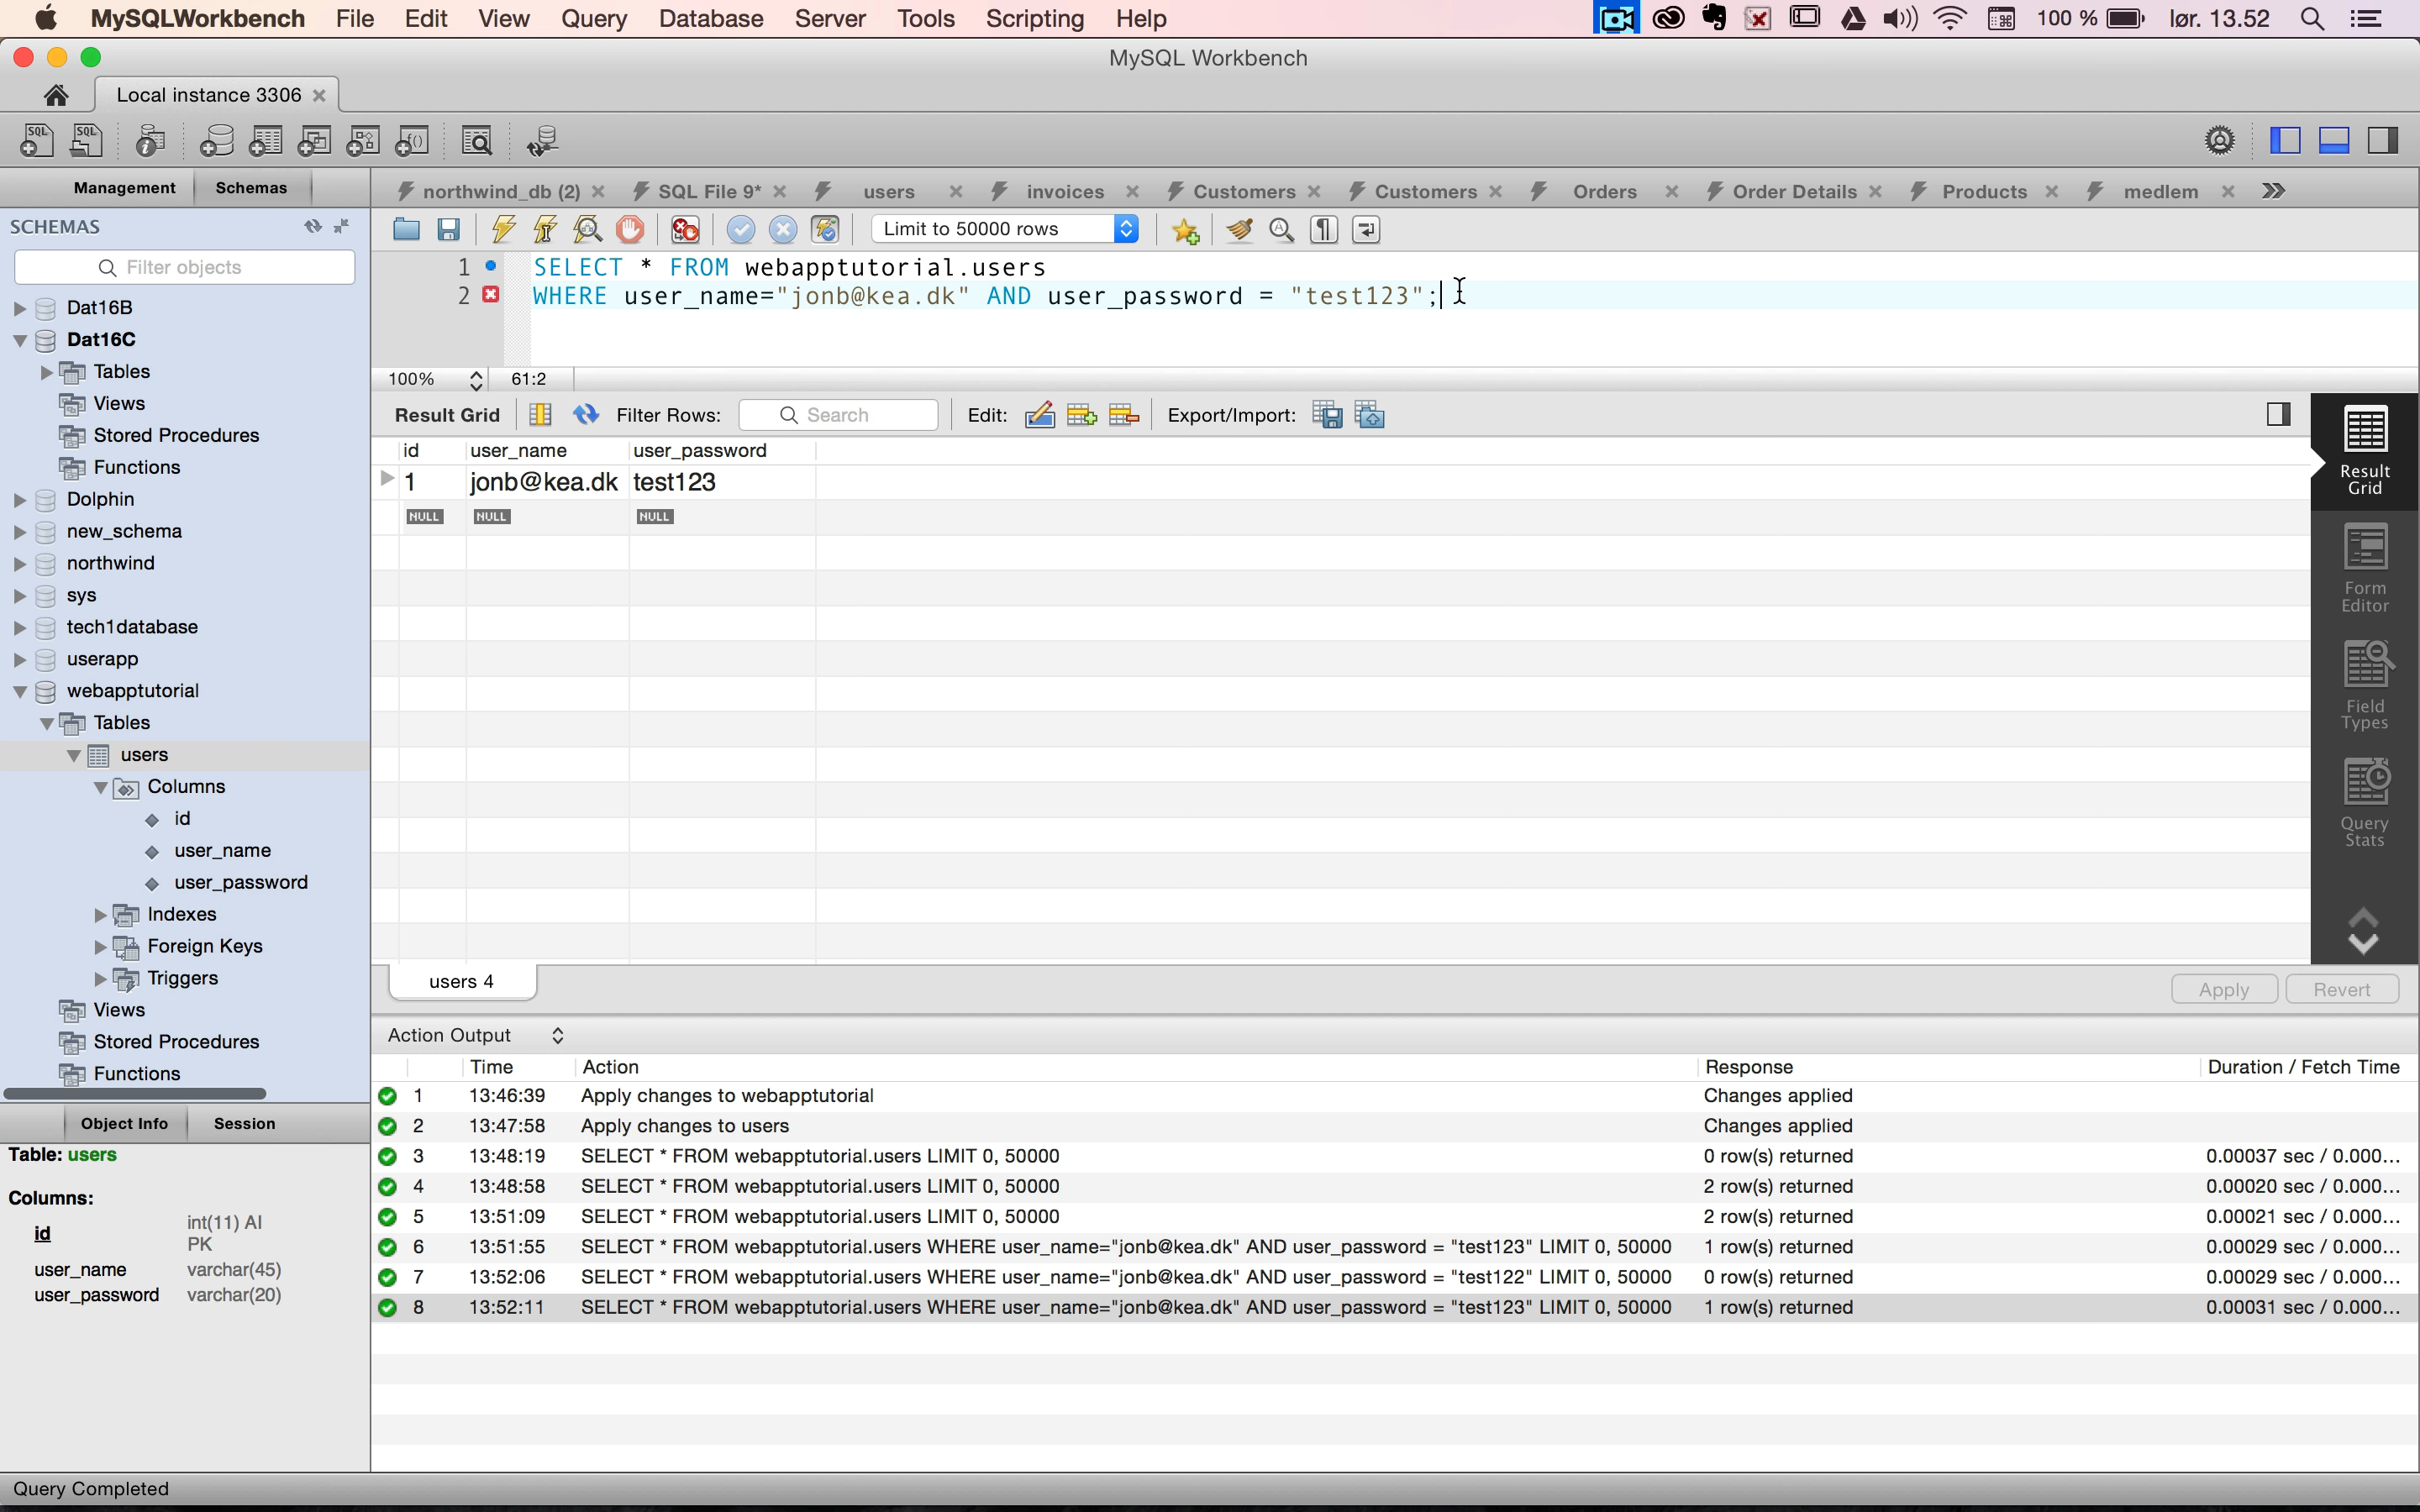 MySQLWorkbench File Edit View Query Database Server Tools Scripting Help 100 % lør. 13.52
MySQL Workbench
Local instance 3306
Management Schemas
northwind_db (2) SQL File 9* users invoices Customers Customers Orders Order Details Products medlem
SCHEMAS
Limit to 50000 rows
Filter objects
1 SELECT * FROM webapptutorial.users
2 WHERE user_name="jonb@kea.dk" AND user_password = "test123";
Dat16B
Dat16C
Tables
Views
Stored Procedures
Functions
Dolphin
new_schema
northwind
sys
tech1database
userapp
webapptutorial
Tables
users
Columns
id
user_name
user_password
Indexes
Foreign Keys
Triggers
Views
Stored Procedures
Functions
100% 61:2
Result Grid Filter Rows: Search Edit: Export/Import:
id user_name user_password
1 jonb@kea.dk test123
NULL NULL NULL
Result Grid
Form Editor
Field Types
Query Stats
users 4
Apply Revert
Action Output
Time Action Response Duration / Fetch Time
1 13:46:39 Apply changes to webapptutorial Changes applied
2 13:47:58 Apply changes to users Changes applied
3 13:48:19 SELECT * FROM webapptutorial.users LIMIT 0, 50000 0 row(s) returned 0.00037 sec / 0.000...
4 13:48:58 SELECT * FROM webapptutorial.users LIMIT 0, 50000 2 row(s) returned 0.00020 sec / 0.000...
5 13:51:09 SELECT * FROM webapptutorial.users LIMIT 0, 50000 2 row(s) returned 0.00021 sec / 0.000...
6 13:51:55 SELECT * FROM webapptutorial.users WHERE user_name="jonb@kea.dk" AND user_password = "test123" LIMIT 0, 50000 1 row(s) returned 0.00029 sec / 0.000...
7 13:52:06 SELECT * FROM webapptutorial.users WHERE user_name="jonb@kea.dk" AND user_password = "test122" LIMIT 0, 50000 0 row(s) returned 0.00029 sec / 0.000...
8 13:52:11 SELECT * FROM webapptutorial.users WHERE user_name="jonb@kea.dk" AND user_password = "test123" LIMIT 0, 50000 1 row(s) returned 0.00031 sec / 0.000...
Object Info Session
Table: users
Columns:
id int(11) AI PK
user_name varchar(45)
user_password varchar(20)
Query Completed